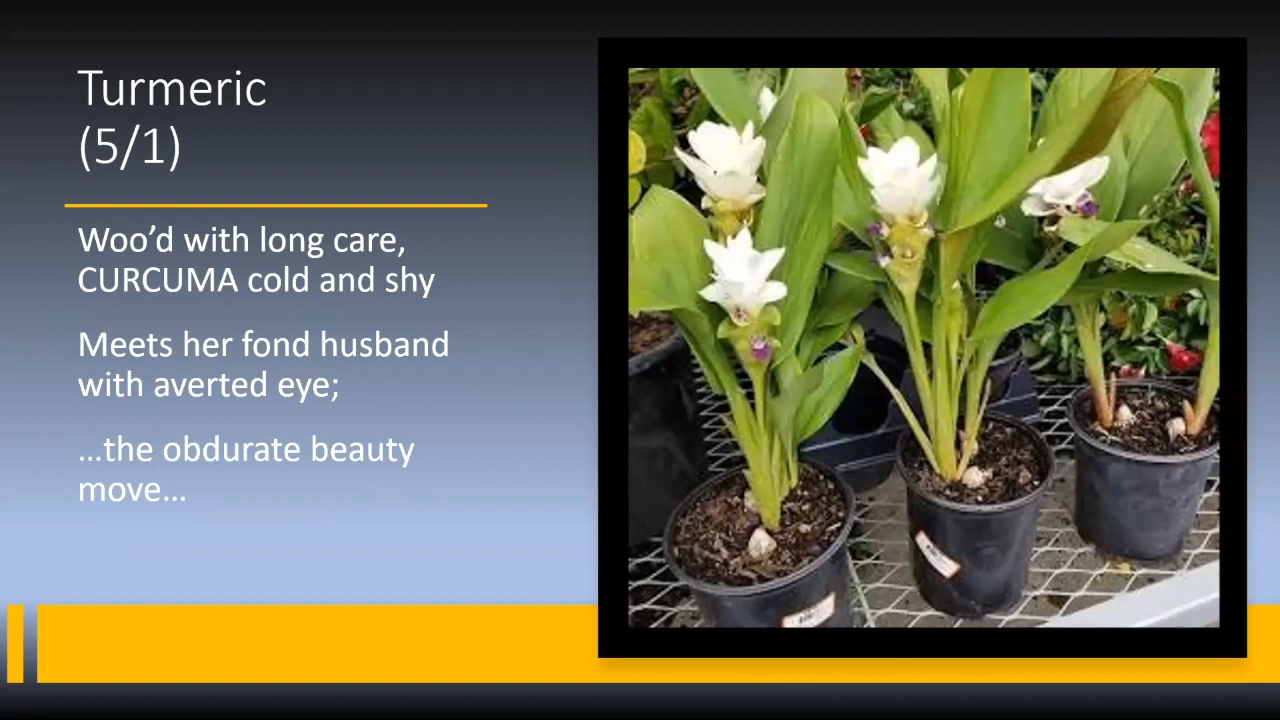 Turmeric
(5/1)
Woo’d with long care,
CURCUMA cold and shy
Meets her fond husband
with averted eye;
…the obdurate beauty
move…